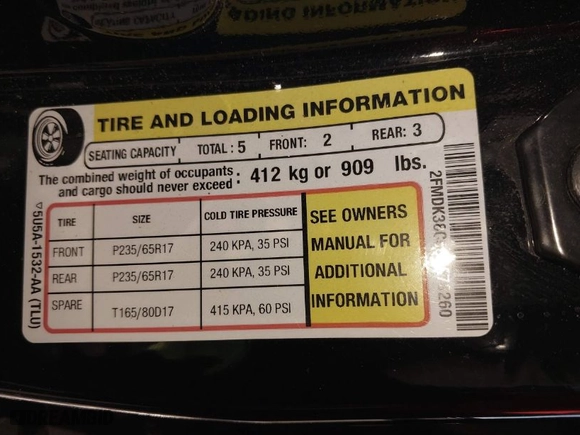 TIRE AND LOADING INFORMATION
SEATING CAPACITY TOTAL: 5 FRONT: 2 REAR: 3
The combined weight of occupants and cargo should never exceed: 412 kg or 909 lbs.
TIRE SIZE COLD TIRE PRESSURE
FRONT P235/65R17 240 KPA, 35 PSI
REAR P235/65R17 240 KPA, 35 PSI
SPARE T165/80D17 415 KPA, 60 PSI
SEE OWNERS
MANUAL FOR
ADDITIONAL
INFORMATION
5U5A-1532-AA (TLU)